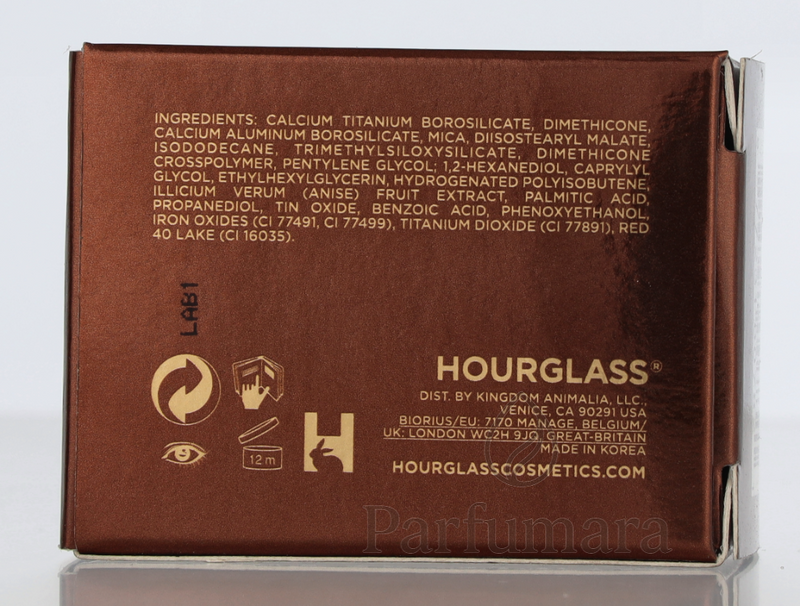 INGREDIENTS: CALCIUM TITANIUM BOROSILICATE, DIMETHICONE,
CALCIUM ALUMINUM BOROSILICATE, MICA, DIISOSTEARYL MALATE,
ISODODECANE, TRIMETHYLSILOXYSILICATE, DIMETHICONE
CROSSPOLYMER, PENTYLENE GLYCOL; 1,2-HEXANEDIOL, CAPRYLYL
GLYCOL, ETHYLHEXYLGLYCERIN, HYDROGENATED POLYISOBUTENE,
ILLICIUM VERUM (ANISE) FRUIT EXTRACT, PALMITIC ACID,
PROPANEDIOL, TIN OXIDE, BENZOIC ACID, PHENOXYETHANOL,
IRON OXIDES (CI 77491, CI 77499), TITANIUM DIOXIDE (CI 77891), RED
40 LAKE (CI 16035).
LAB1
HOURGLASS®
DIST. BY KINGDOM ANIMALIA, LLC.,
VENICE, CA 90291 USA
BIORIUS/EU: 7170 MANAGE, BELGIUM/
UK: LONDON WC2H 9JQ, GREAT-BRITAIN
MADE IN KOREA
HOURGLASSCOSMETICS.COM
12 m
H
Parfumara